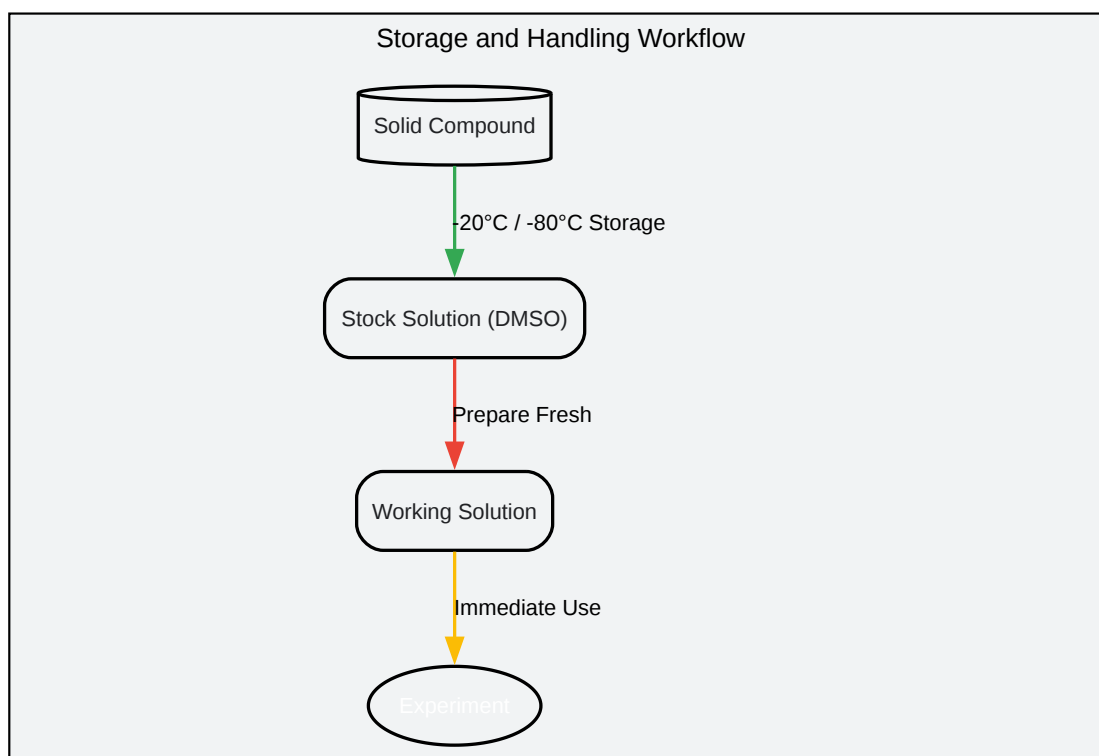 Storage and Handling Workflow
Solid Compound
-20°C / -80°C Storage
Stock Solution (DMSO)
Prepare Fresh
Working Solution
Immediate Use
Experiment